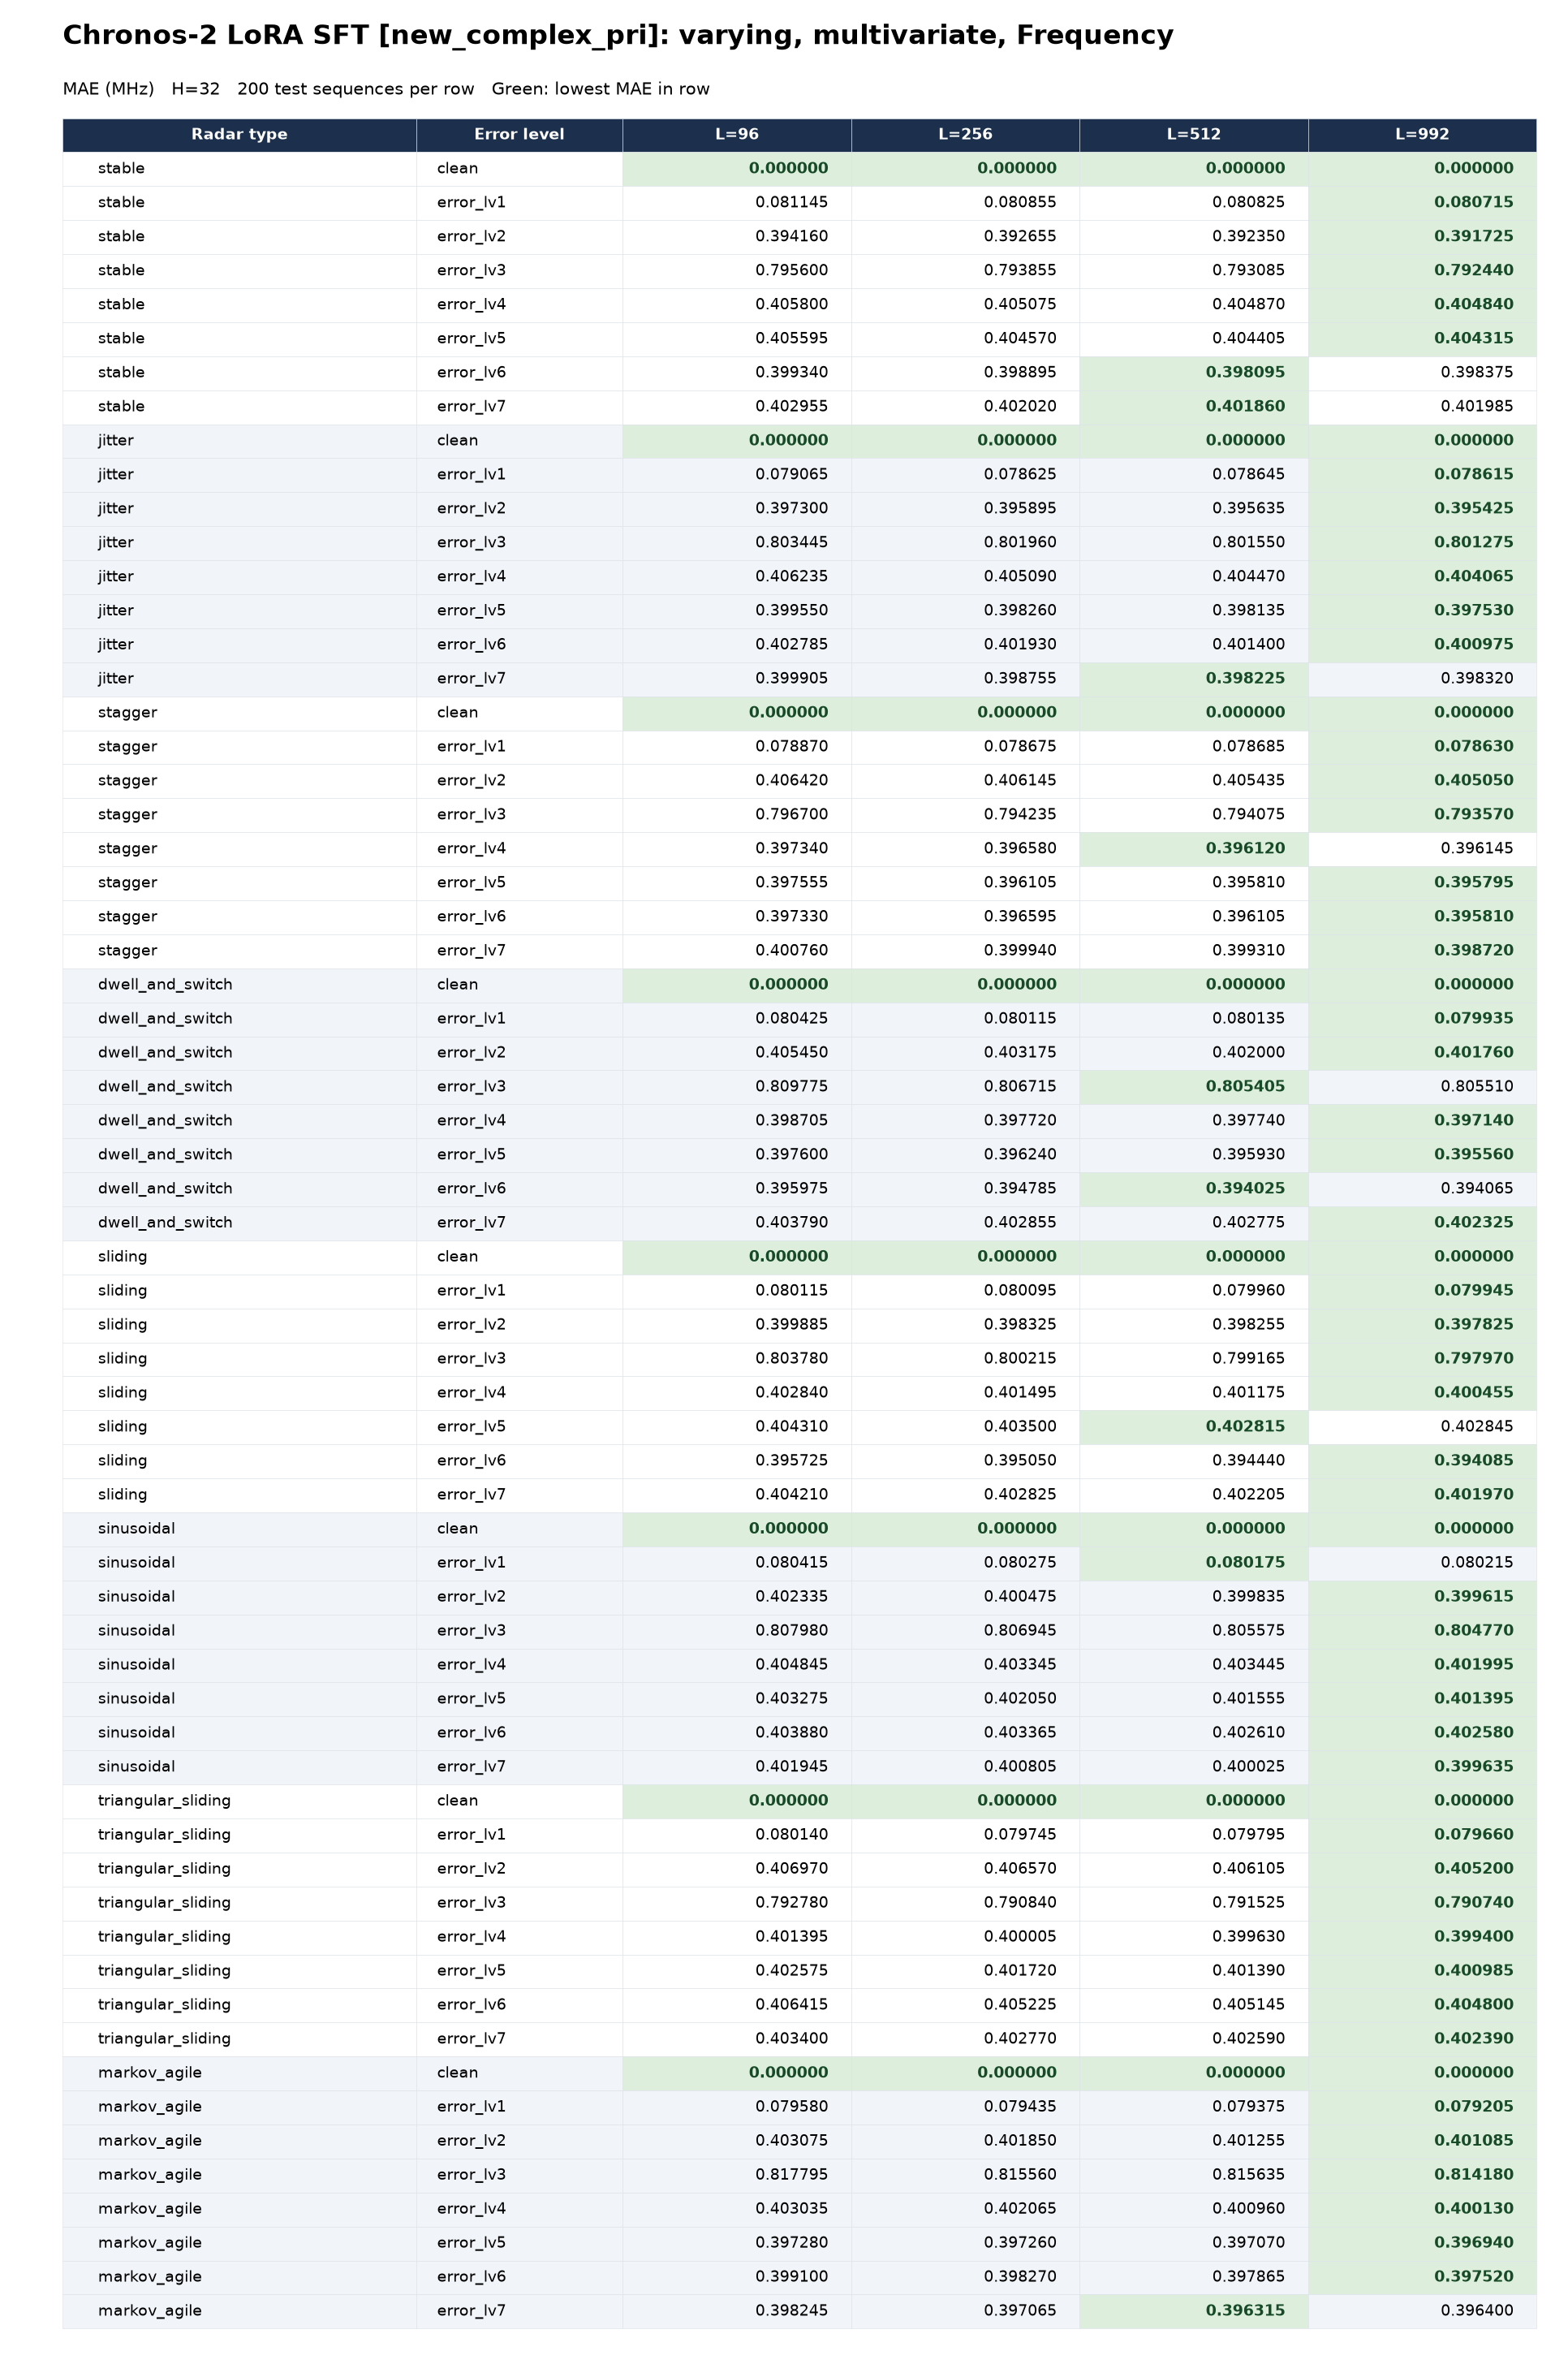 Chronos-2 LoRA SFT [new_complex_pri]: varying, multivariate, Frequency
MAE (MHz) H=32 200 test sequences per row Green: lowest MAE in row
Radar type Error level L=96 L=256 L=512 L=992
stable clean 0.000000 0.000000 0.000000 0.000000
stable error_lv1 0.081145 0.080855 0.080825 0.080715
stable error_lv2 0.394160 0.392655 0.392350 0.391725
stable error_lv3 0.795600 0.793855 0.793085 0.792440
stable error_lv4 0.405800 0.405075 0.404870 0.404840
stable error_lv5 0.405595 0.404570 0.404405 0.404315
stable error_lv6 0.399340 0.398895 0.398095 0.398375
stable error_lv7 0.402955 0.402020 0.401860 0.401985
jitter clean 0.000000 0.000000 0.000000 0.000000
jitter error_lv1 0.079065 0.078625 0.078645 0.078615
jitter error_lv2 0.397300 0.395895 0.395635 0.395425
jitter error_lv3 0.803445 0.801960 0.801550 0.801275
jitter error_lv4 0.406235 0.405090 0.404470 0.404065
jitter error_lv5 0.399550 0.398260 0.398135 0.397530
jitter error_lv6 0.402785 0.401930 0.401400 0.400975
jitter error_lv7 0.399905 0.398755 0.398225 0.398320
stagger clean 0.000000 0.000000 0.000000 0.000000
stagger error_lv1 0.078870 0.078675 0.078685 0.078630
stagger error_lv2 0.406420 0.406145 0.405435 0.405050
stagger error_lv3 0.796700 0.794235 0.794075 0.793570
stagger error_lv4 0.397340 0.396580 0.396120 0.396145
stagger error_lv5 0.397555 0.396105 0.395810 0.395795
stagger error_lv6 0.397330 0.396595 0.396105 0.395810
stagger error_lv7 0.400760 0.399940 0.399310 0.398720
dwell_and_switch clean 0.000000 0.000000 0.000000 0.000000
dwell_and_switch error_lv1 0.080425 0.080115 0.080135 0.079935
dwell_and_switch error_lv2 0.405450 0.403175 0.402000 0.401760
dwell_and_switch error_lv3 0.809775 0.806715 0.805405 0.805510
dwell_and_switch error_lv4 0.398705 0.397720 0.397740 0.397140
dwell_and_switch error_lv5 0.397600 0.396240 0.395930 0.395560
dwell_and_switch error_lv6 0.395975 0.394785 0.394025 0.394065
dwell_and_switch error_lv7 0.403790 0.402855 0.402775 0.402325
sliding clean 0.000000 0.000000 0.000000 0.000000
sliding error_lv1 0.080115 0.080095 0.079960 0.079945
sliding error_lv2 0.399885 0.398325 0.398255 0.397825
sliding error_lv3 0.803780 0.800215 0.799165 0.797970
sliding error_lv4 0.402840 0.401495 0.401175 0.400455
sliding error_lv5 0.404310 0.403500 0.402815 0.402845
sliding error_lv6 0.395725 0.395050 0.394440 0.394085
sliding error_lv7 0.404210 0.402825 0.402205 0.401970
sinusoidal clean 0.000000 0.000000 0.000000 0.000000
sinusoidal error_lv1 0.080415 0.080275 0.080175 0.080215
sinusoidal error_lv2 0.402335 0.400475 0.399835 0.399615
sinusoidal error_lv3 0.807980 0.806945 0.805575 0.804770
sinusoidal error_lv4 0.404845 0.403345 0.403445 0.401995
sinusoidal error_lv5 0.403275 0.402050 0.401555 0.401395
sinusoidal error_lv6 0.403880 0.403365 0.402610 0.402580
sinusoidal error_lv7 0.401945 0.400805 0.400025 0.399635
triangular_sliding clean 0.000000 0.000000 0.000000 0.000000
triangular_sliding error_lv1 0.080140 0.079745 0.079795 0.079660
triangular_sliding error_lv2 0.406970 0.406570 0.406105 0.405200
triangular_sliding error_lv3 0.792780 0.790840 0.791525 0.790740
triangular_sliding error_lv4 0.401395 0.400005 0.399630 0.399400
triangular_sliding error_lv5 0.402575 0.401720 0.401390 0.400985
triangular_sliding error_lv6 0.406415 0.405225 0.405145 0.404800
triangular_sliding error_lv7 0.403400 0.402770 0.402590 0.402390
markov_agile clean 0.000000 0.000000 0.000000 0.000000
markov_agile error_lv1 0.079580 0.079435 0.079375 0.079205
markov_agile error_lv2 0.403075 0.401850 0.401255 0.401085
markov_agile error_lv3 0.817795 0.815560 0.815635 0.814180
markov_agile error_lv4 0.403035 0.402065 0.400960 0.400130
markov_agile error_lv5 0.397280 0.397260 0.397070 0.396940
markov_agile error_lv6 0.399100 0.398270 0.397865 0.397520
markov_agile error_lv7 0.398245 0.397065 0.396315 0.396400